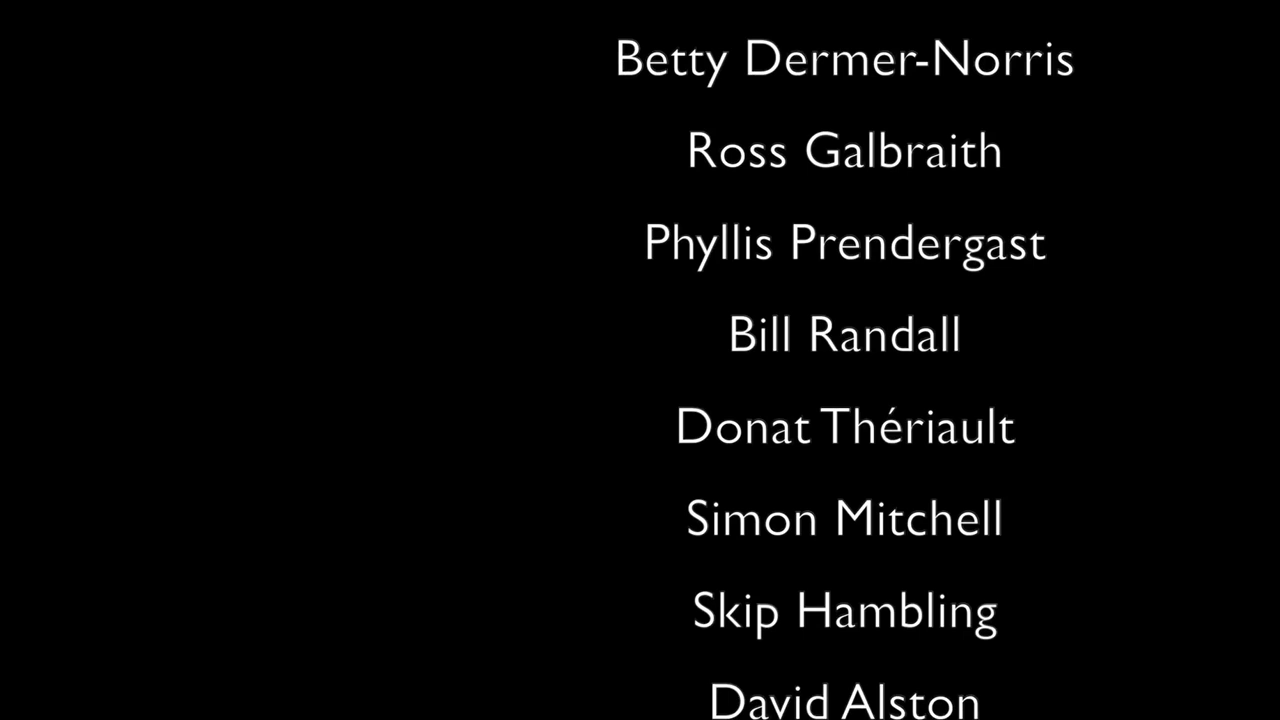 Betty Dermer-Norris
Ross Galbraith
Phyllis Prendergast
Bill Randall
Donat Thériault
Simon Mitchell
Skip Hambling
David Alston